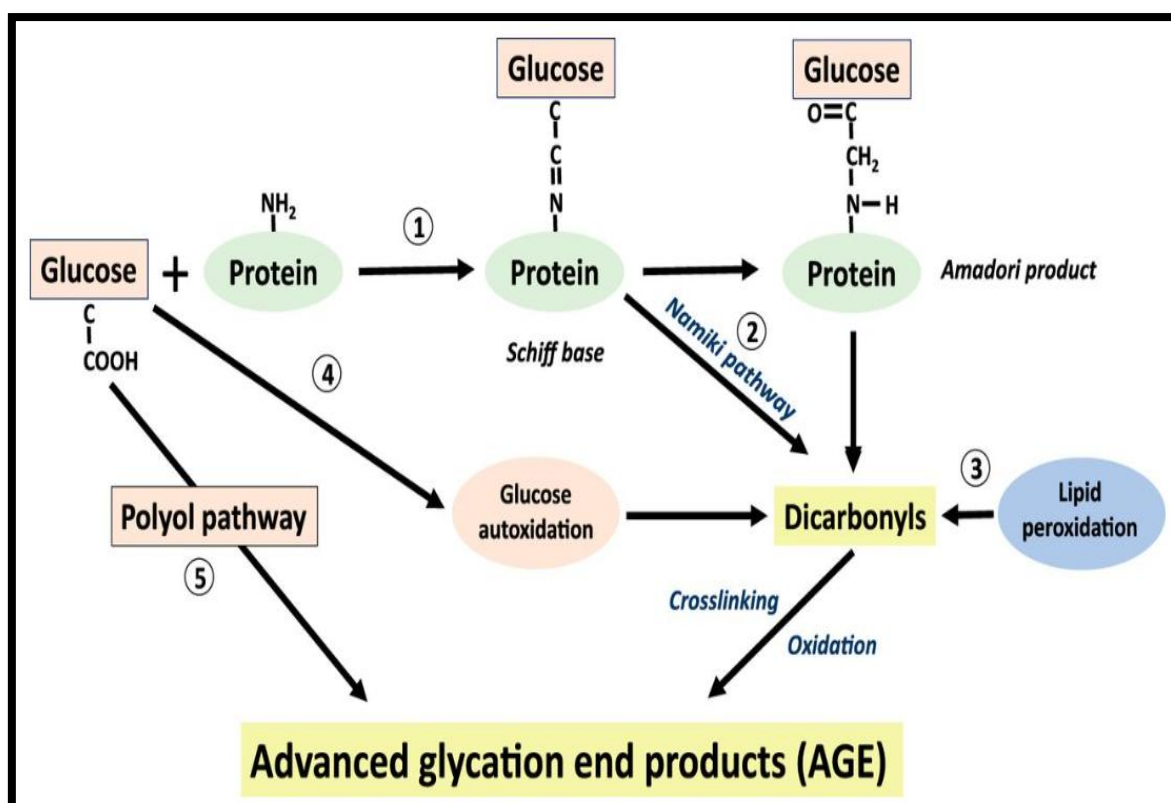 Glucose
C
C
N
Protein
Schiff base
Glucose
O=C
CH₂
N—H
Protein
Amadori product
NH₂
Protein
①
Glucose
+
C
COOH
②
Namiki pathway
④
③
Polyol pathway
Glucose
autoxidation
Dicarbonyls
Lipid
peroxidation
⑤
Crosslinking
Oxidation
Advanced glycation end products (AGE)